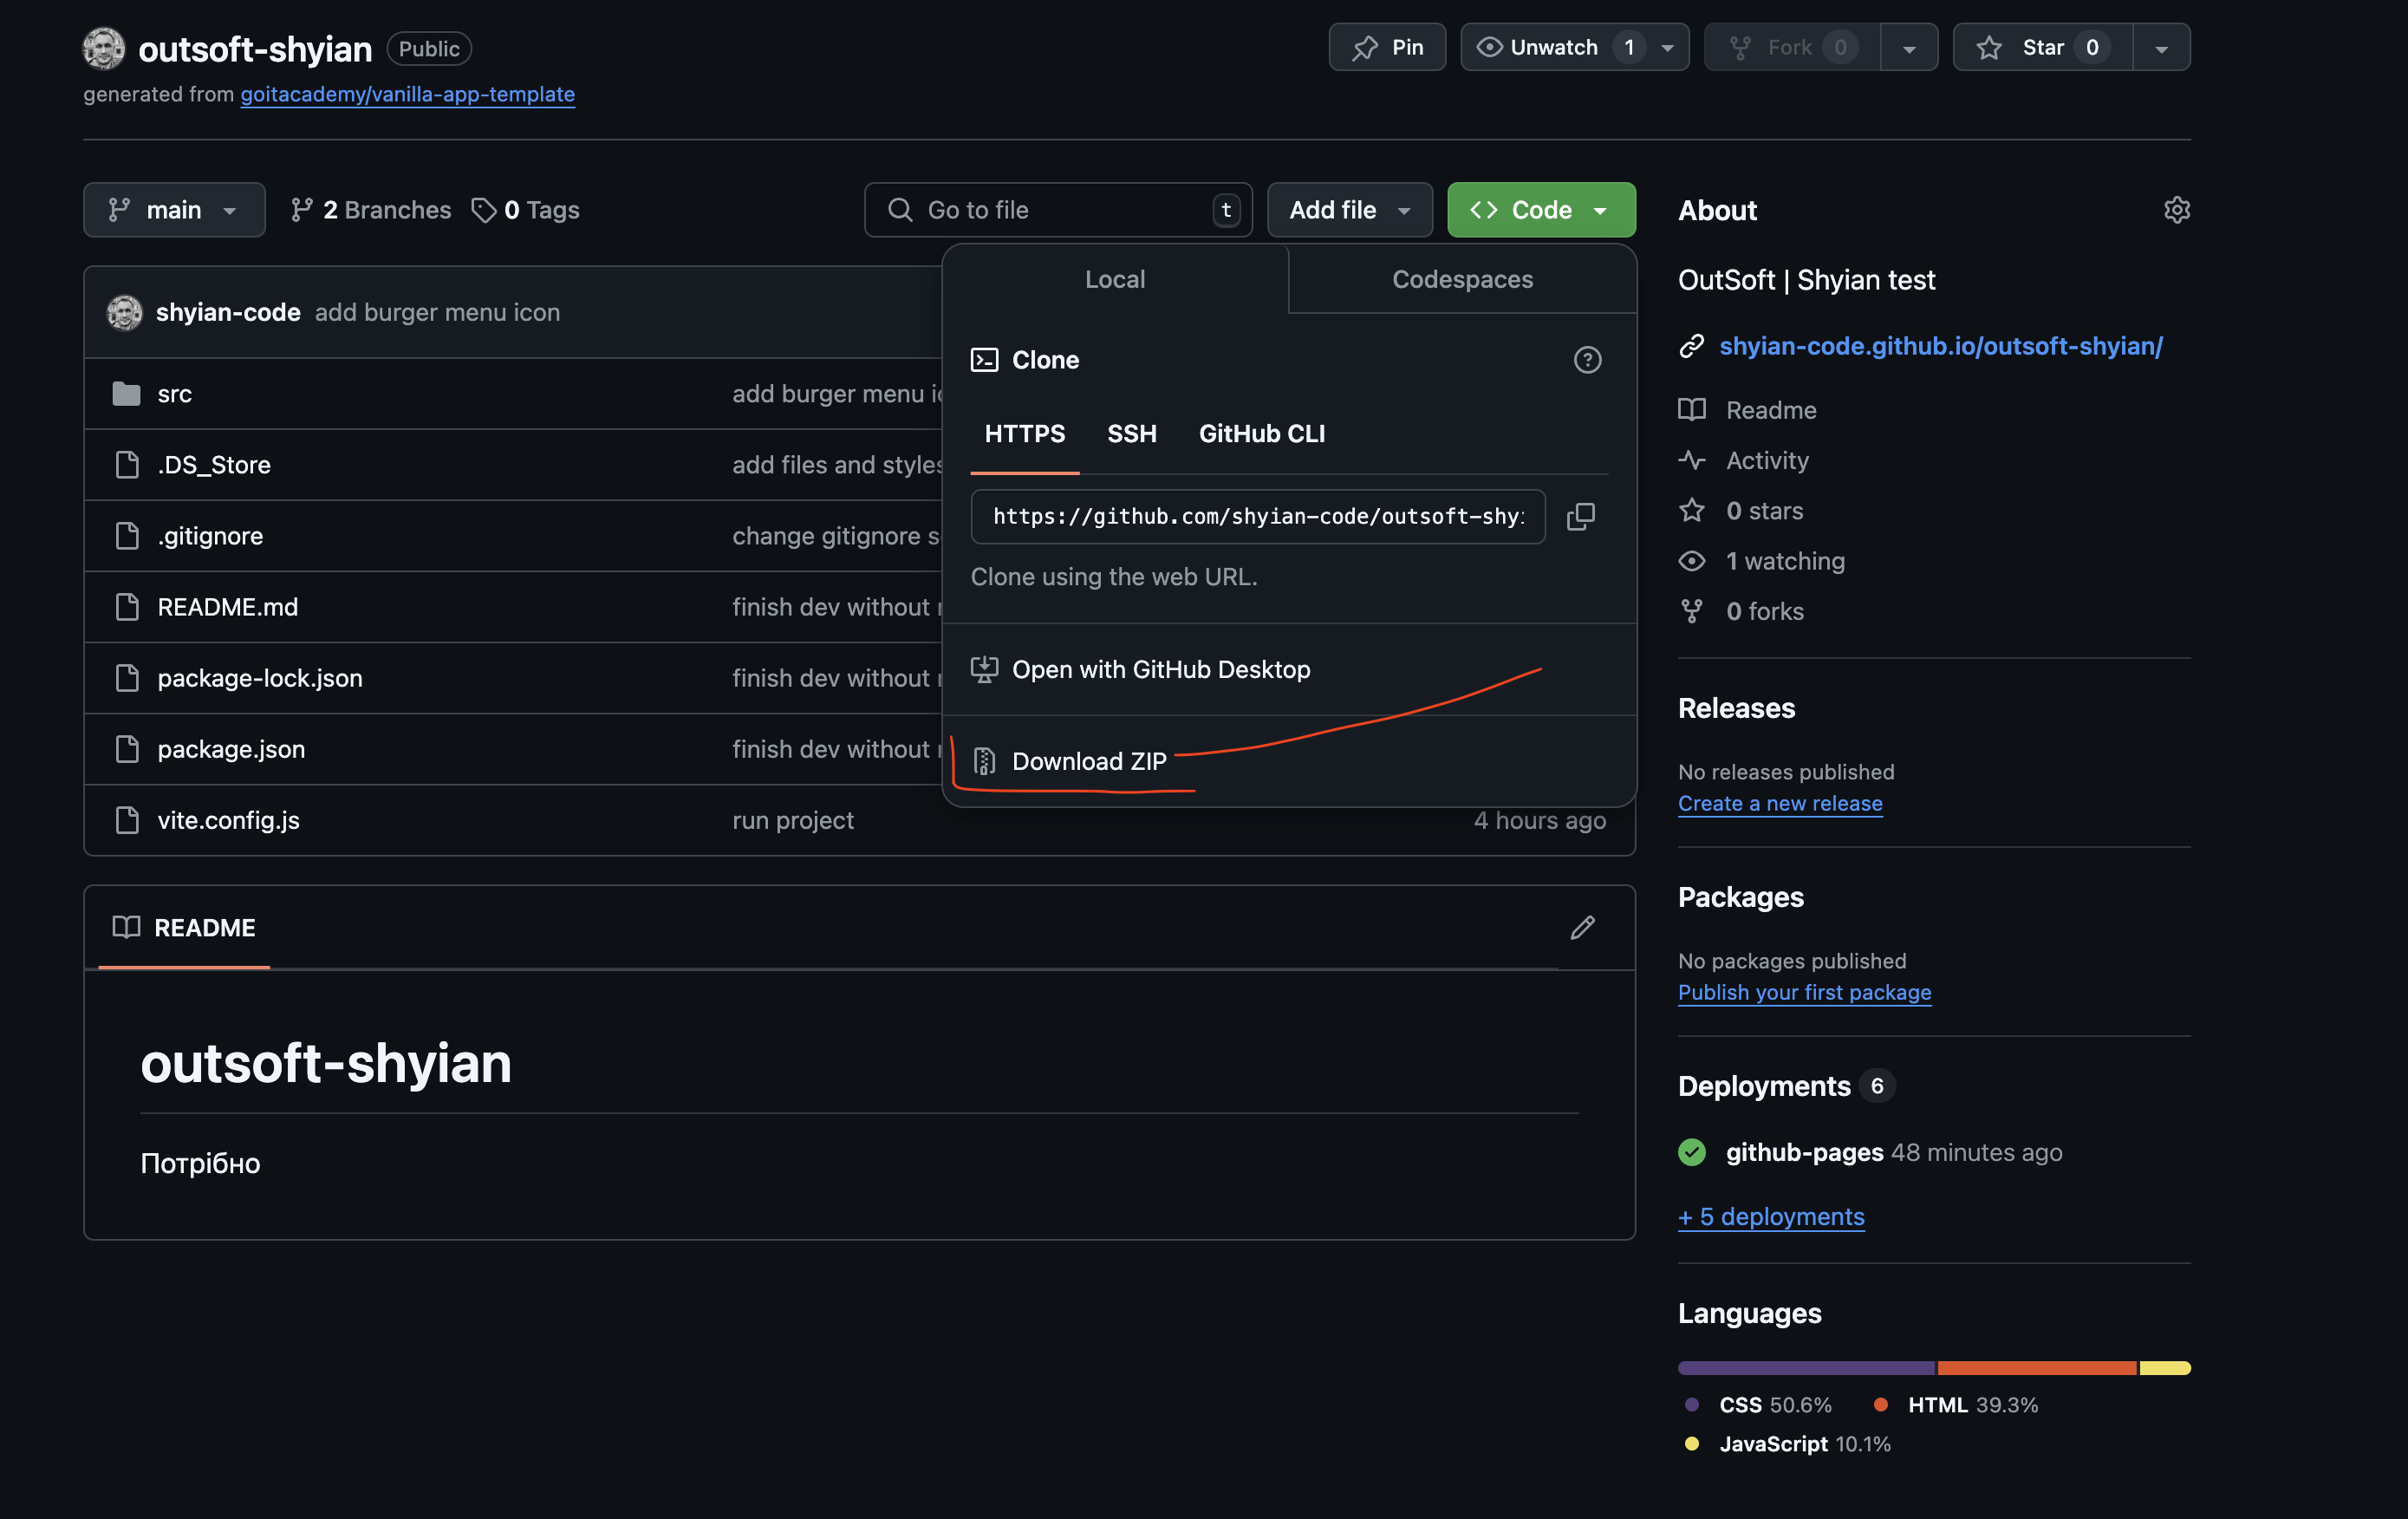 outsoft-shyian Public
generated from goitacademy/vanilla-app-template
Pin
Unwatch 1
Fork 0
Star 0
main
2 Branches
0 Tags
Go to file t
Add file
Code
Local
Codespaces
Clone
HTTPS SSH GitHub CLI
https://github.com/shyian-code/outsoft-shy
Clone using the web URL.
Open with GitHub Desktop
Download ZIP
shyian-code add burger menu icon
src add burger menu
.DS_Store add files and styles
.gitignore change gitignore
README.md finish dev without
package-lock.json finish dev without
package.json finish dev without
vite.config.js run project 4 hours ago
README
outsoft-shyian
Потрібно
About
OutSoft | Shyian test
shyian-code.github.io/outsoft-shyian/
Readme
Activity
0 stars
1 watching
0 forks
Releases
No releases published
Create a new release
Packages
No packages published
Publish your first package
Deployments 6
github-pages 48 minutes ago
+ 5 deployments
Languages
CSS 50.6% HTML 39.3%
JavaScript 10.1%